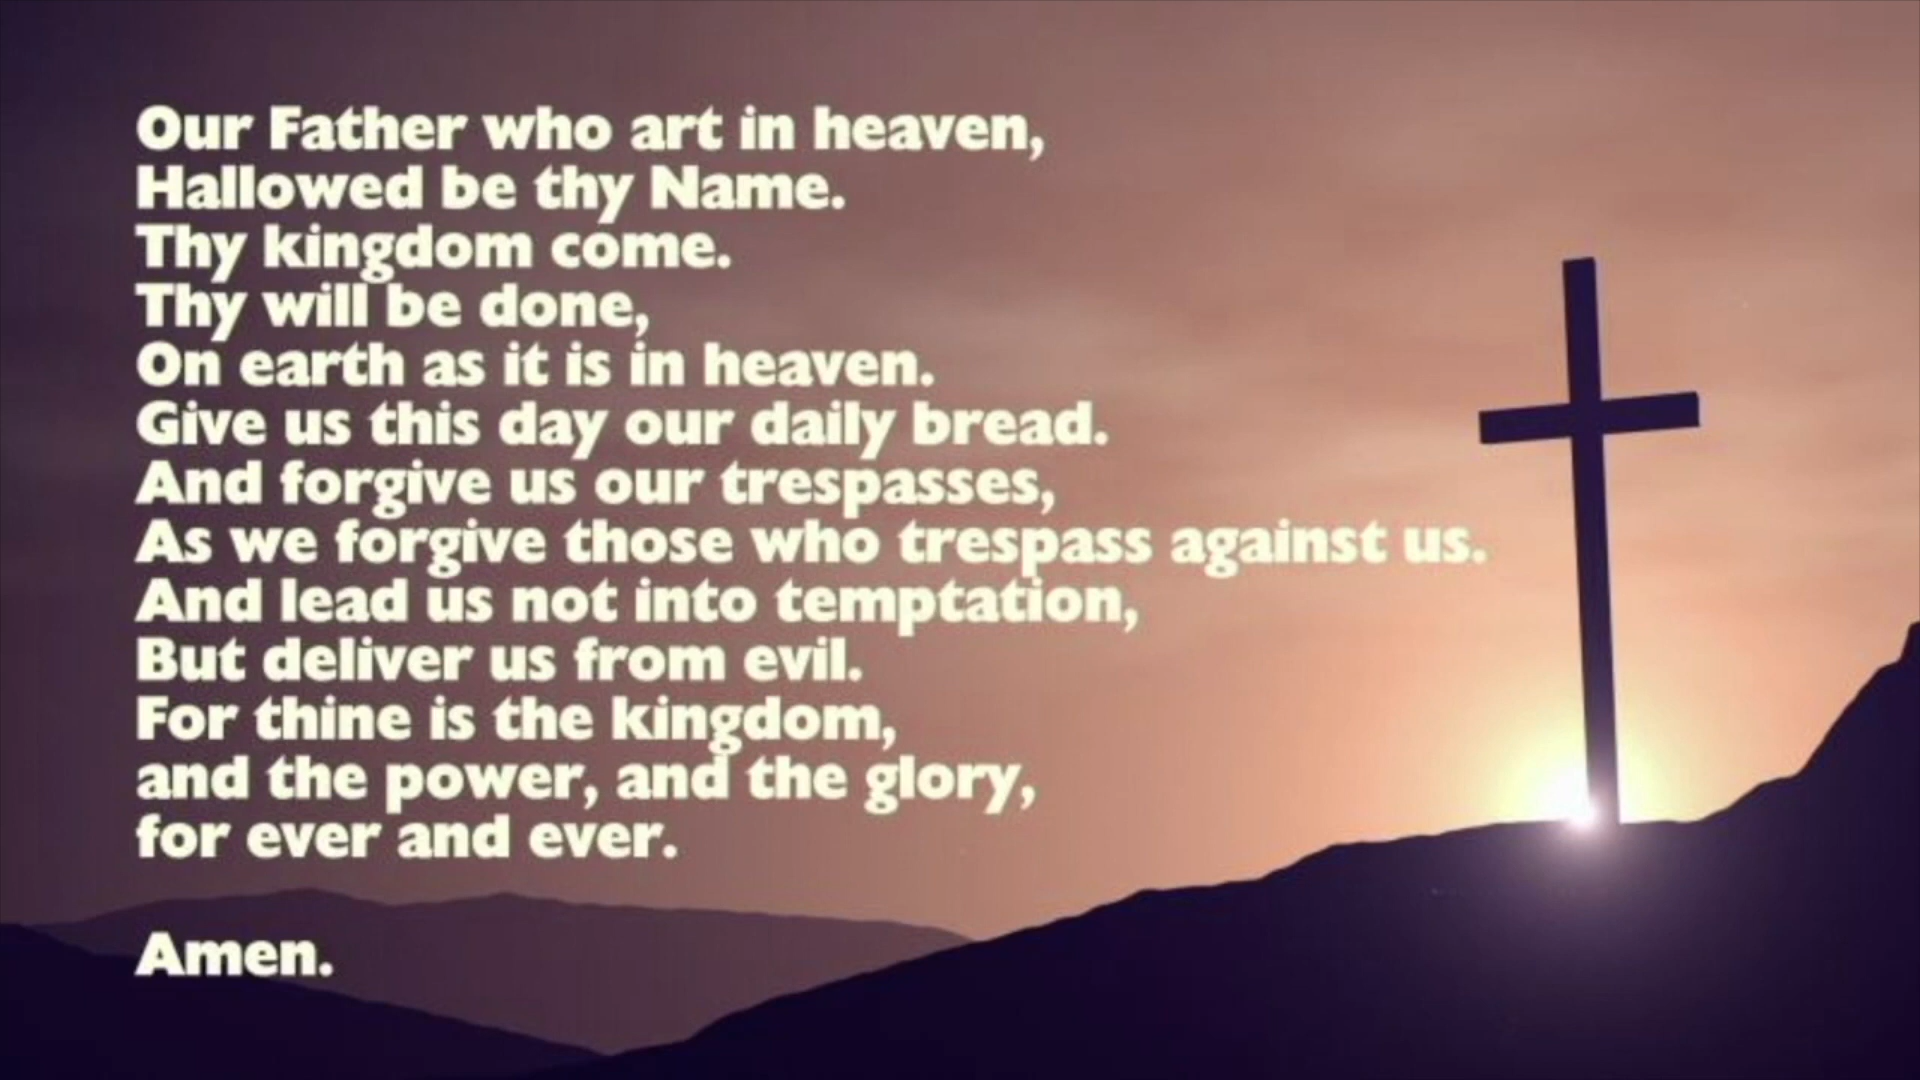 Our Father who art in heaven,
Hallowed be thy Name.
Thy kingdom come.
Thy will be done,
On earth as it is in heaven.
Give us this day our daily bread.
And forgive us our trespasses,
As we forgive those who trespass against us.
And lead us not into temptation,
But deliver us from evil.
For thine is the kingdom,
and the power, and the glory,
for ever and ever.
Amen.